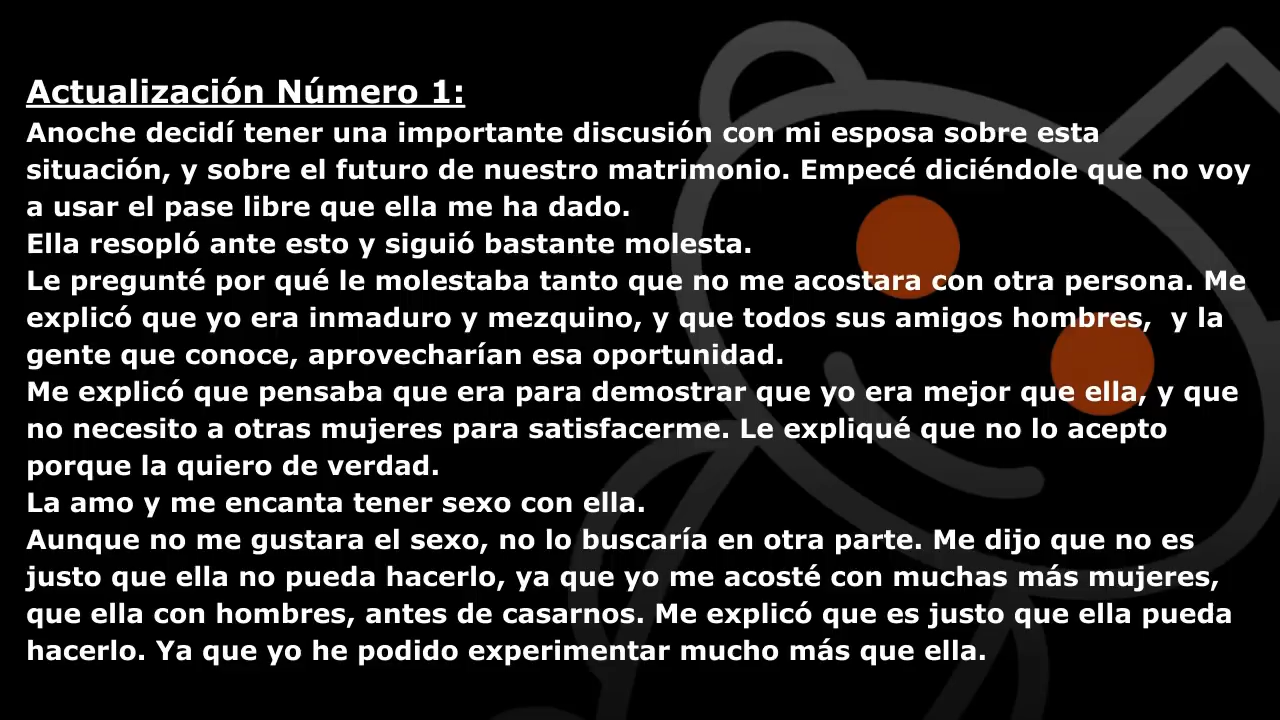 Actualización Número 1:
Anoche decidí tener una importante discusión con mi esposa sobre esta
situación, y sobre el futuro de nuestro matrimonio. Empecé diciéndole que no voy
a usar el pase libre que ella me ha dado.
Ella resopló ante esto y siguió bastante molesta.
Le pregunté por qué le molestaba tanto que no me acostara con otra persona. Me
explicó que yo era inmaduro y mezquino, y que todos sus amigos hombres,  y la
gente que conoce, aprovecharían esa oportunidad.
Me explicó que pensaba que era para demostrar que yo era mejor que ella, y que
no necesito a otras mujeres para satisfacerme. Le expliqué que no lo acepto
porque la quiero de verdad.
La amo y me encanta tener sexo con ella.
Aunque no me gustara el sexo, no lo buscaría en otra parte. Me dijo que no es
justo que ella no pueda hacerlo, ya que yo me acosté con muchas más mujeres,
que ella con hombres, antes de casarnos. Me explicó que es justo que ella pueda
hacerlo. Ya que yo he podido experimentar mucho más que ella.